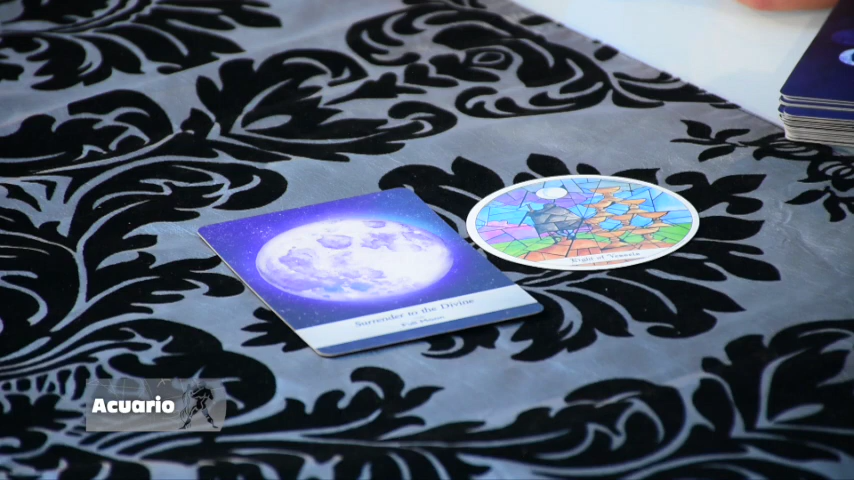 Surrender to the Divine
Full Moon
Eight of Vessels
Acuario